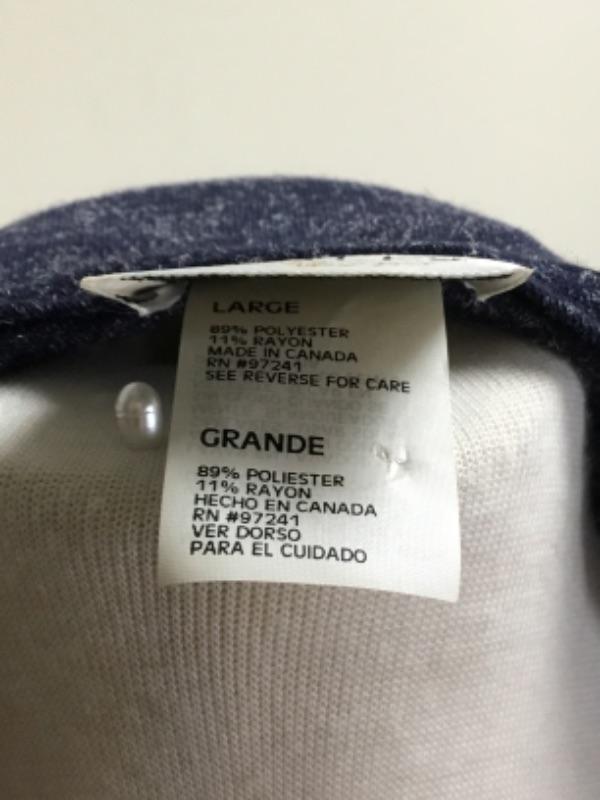 LARGE
89% POLYESTER
11% RAYON
MADE IN CANADA
RN #97241
SEE REVERSE FOR CARE
GRANDE
89% POLIESTER
11% RAYON
HECHO EN CANADA
RN #97241
VER DORSO
PARA EL CUIDADO